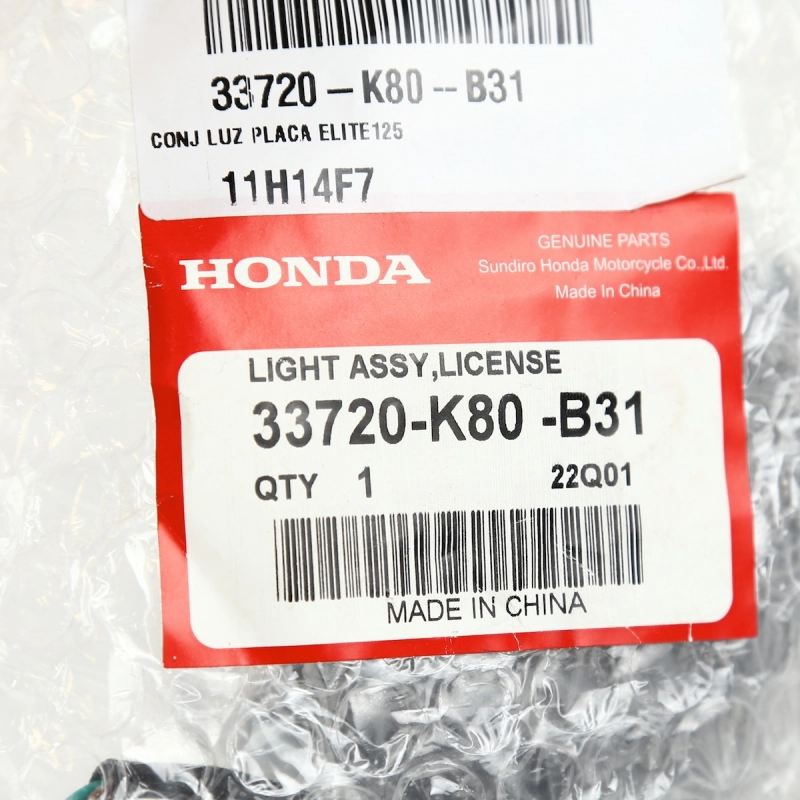 33720-K80--B31
CONJ LUZ PLACA ELITE125
11H14F7
HONDA
GENUINE PARTS
Sundiro Honda Motorcycle Co.,Ltd.
Made In China
LIGHT ASSY,LICENSE
33720-K80 -B31
QTY 1 22Q01
MADE IN CHINA